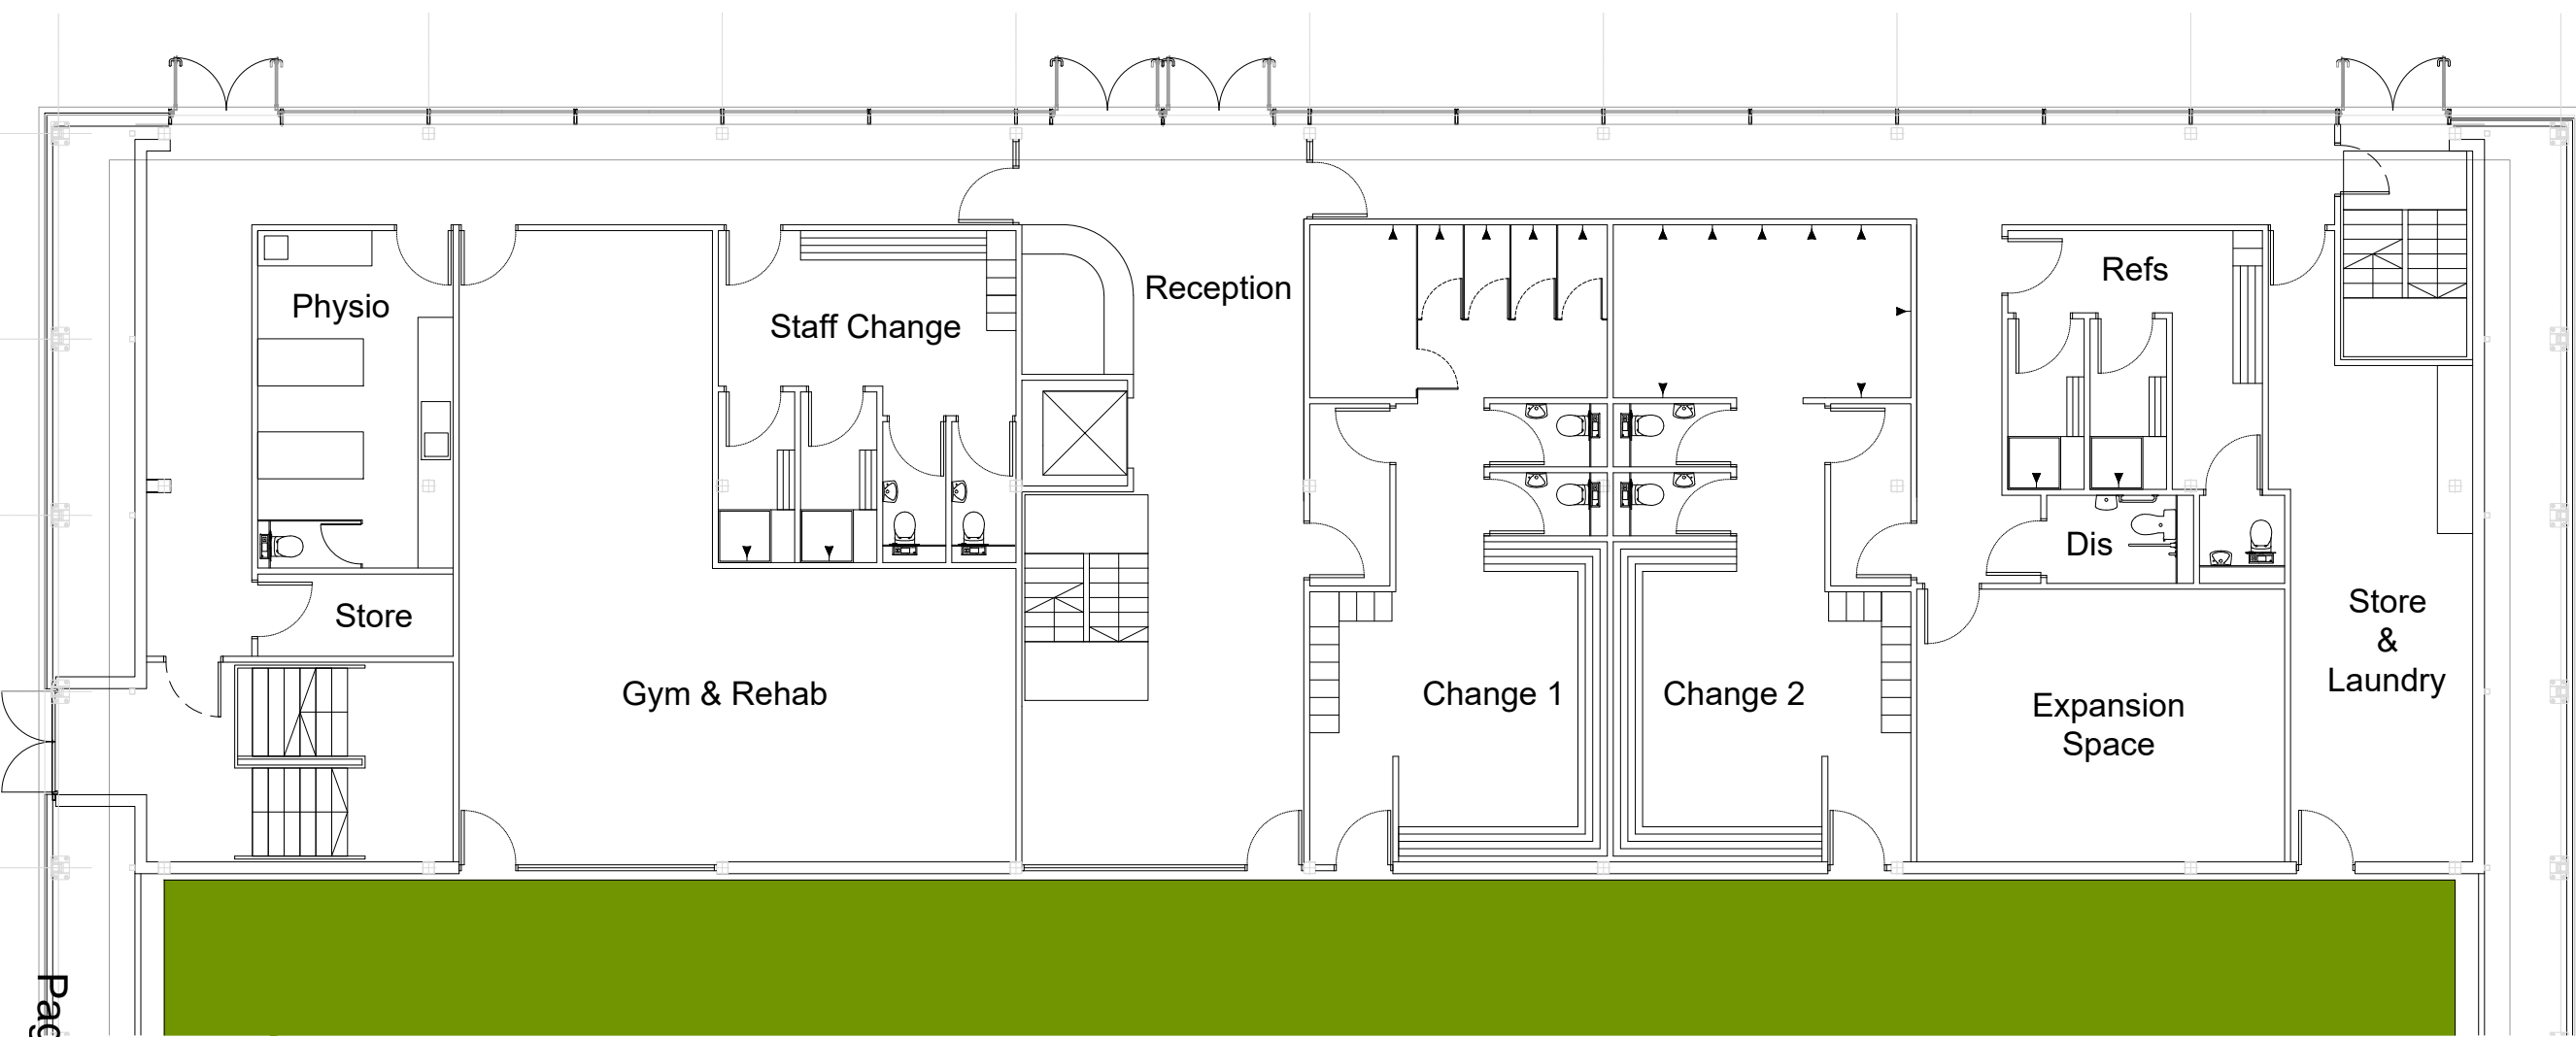 Physio
Staff Change
Reception
Refs
Dis
Store
Gym & Rehab
Change 1
Change 2
Expansion
Space
Store
&
Laundry